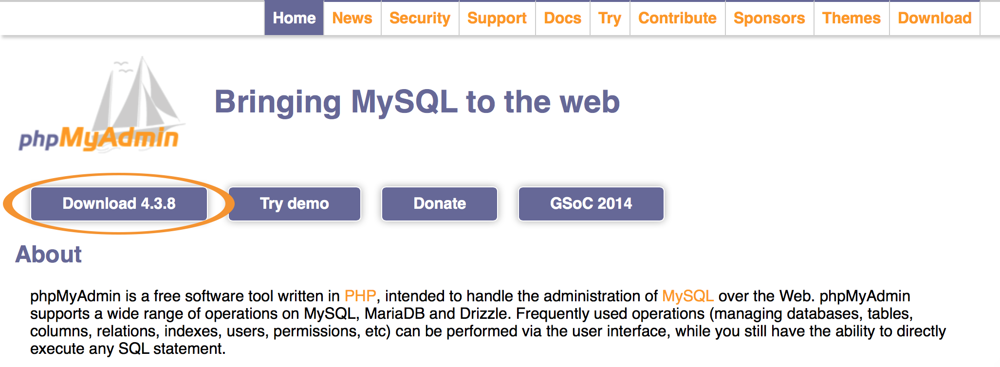 Home News Security Support Docs Try Contribute Sponsors Themes Download
phpMyAdmin
Bringing MySQL to the web
Download 4.3.8 Try demo Donate GSoC 2014
About
phpMyAdmin is a free software tool written in PHP, intended to handle the administration of MySQL over the Web. phpMyAdmin
supports a wide range of operations on MySQL, MariaDB and Drizzle. Frequently used operations (managing databases, tables,
columns, relations, indexes, users, permissions, etc) can be performed via the user interface, while you still have the ability to directly
execute any SQL statement.